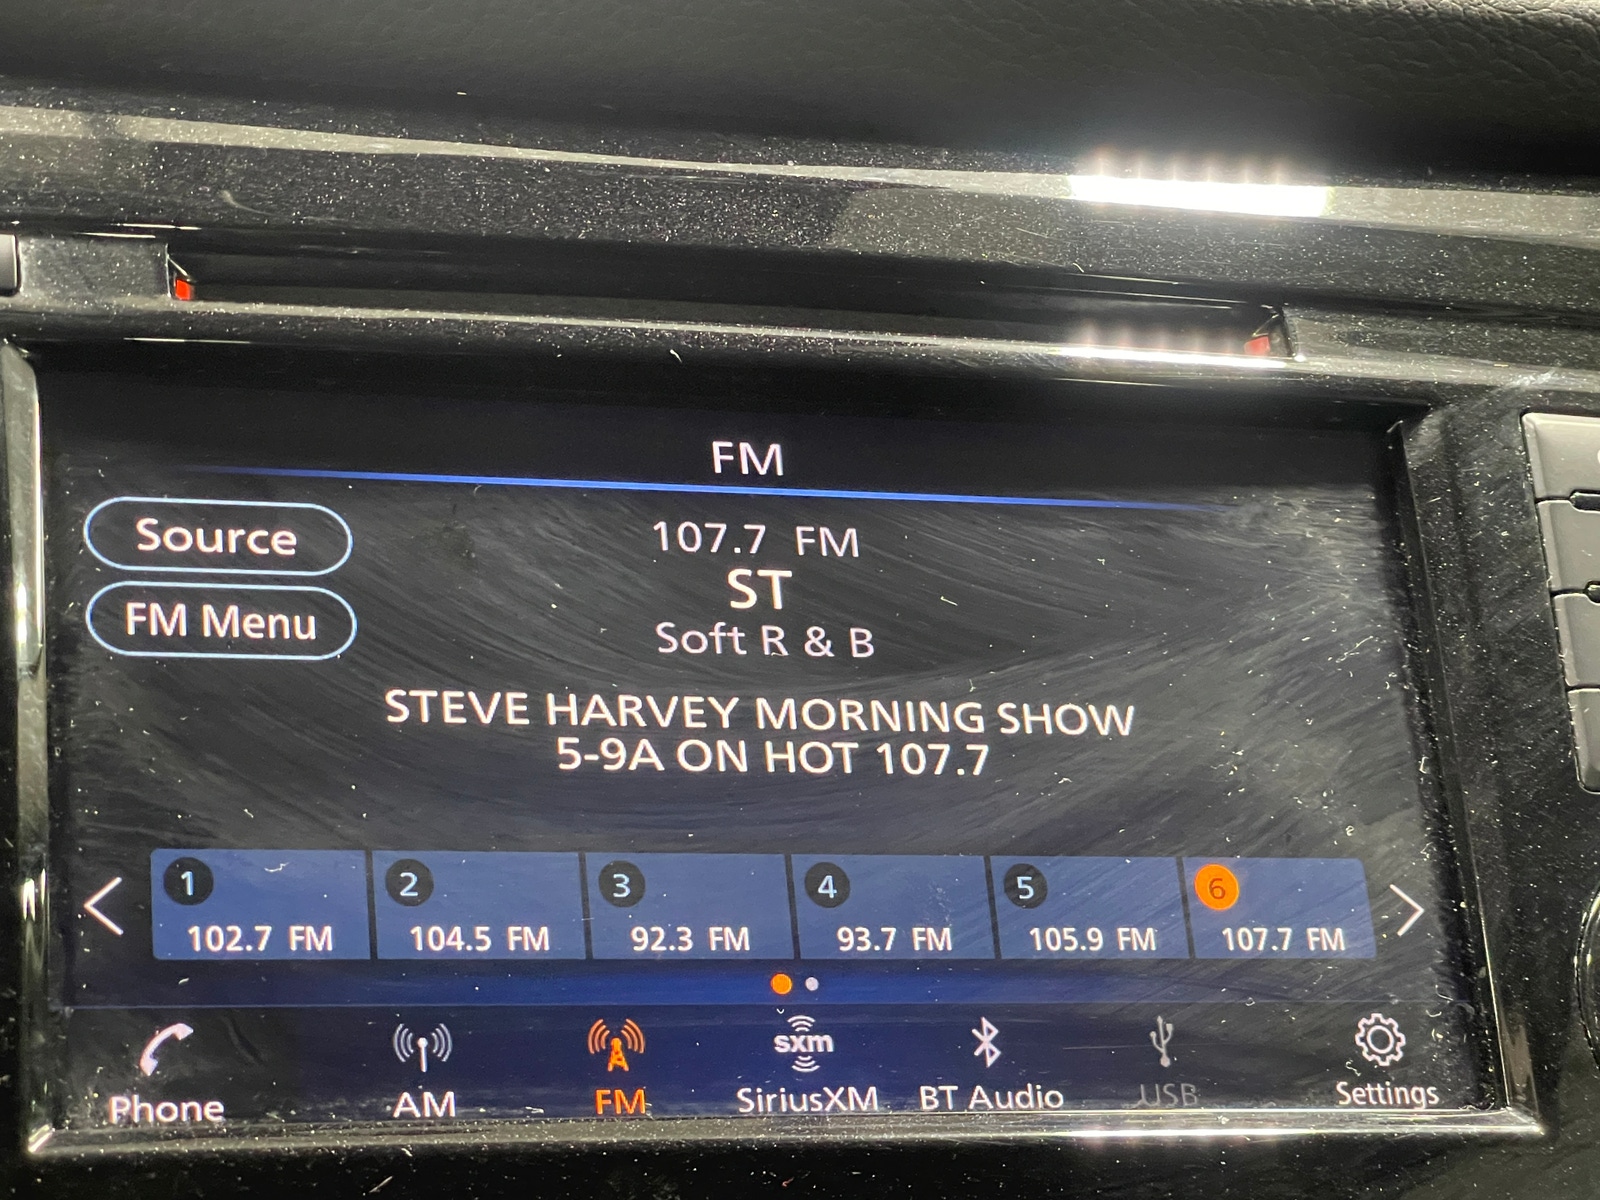 FM
Source
FM Menu
107.7 FM
ST
Soft R & B
STEVE HARVEY MORNING SHOW
5-9A ON HOT 107.7
1
102.7 FM
2
104.5 FM
3
92.3 FM
4
93.7 FM
5
105.9 FM
6
107.7 FM
Phone
AM
FM
sxm
SiriusXM
BT Audio
USB
Settings